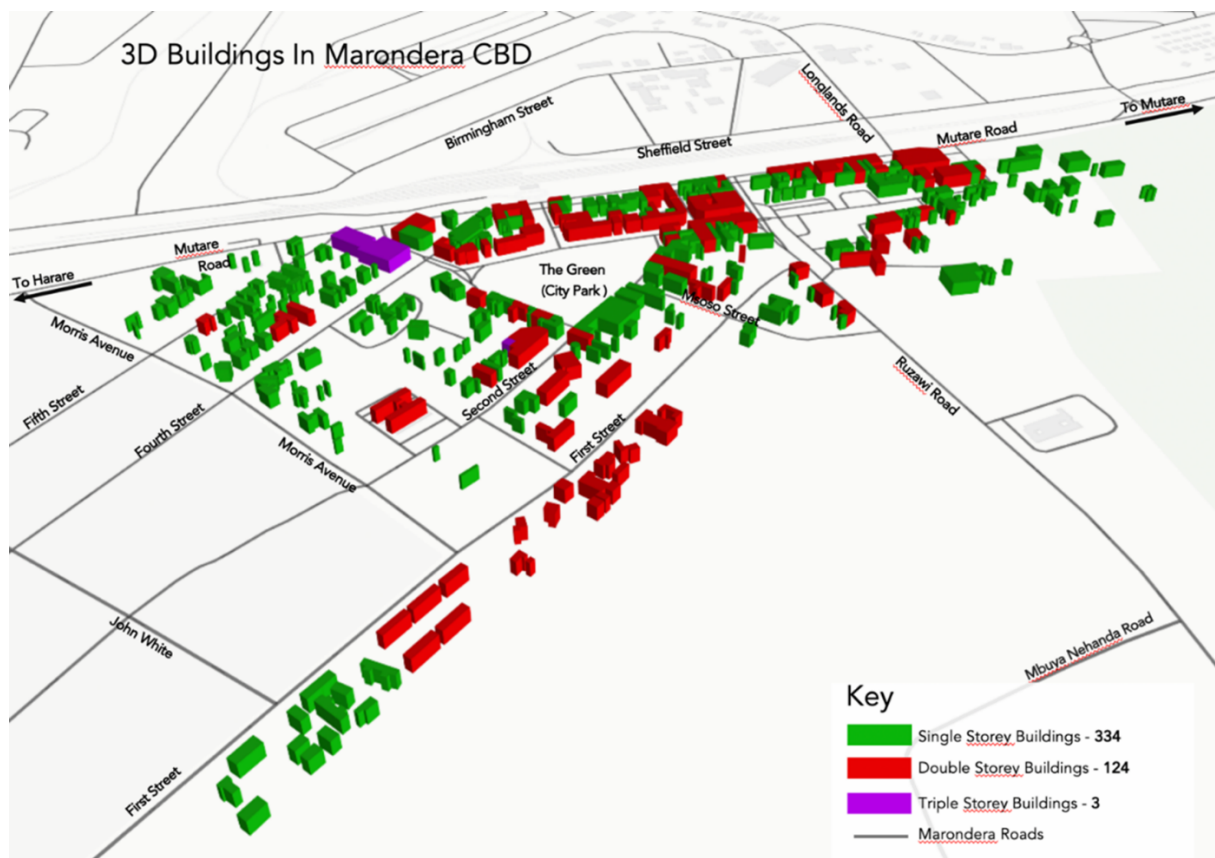 3D Buildings In Marondera CBD
To Mutare
Longlands Road
Birmingham Street
Mutare Road
Sheffield Street
Mutare
Road
To Harare
The Green
(City Park )
Msoso Street
Morris Avenue
Ruzawi Road
Fifth Street
Second Street
Fourth Street
First Street
Morris Avenue
John White
Mbuya Nehanda Road
First Street
Key
Single Storey Buildings - 334
Double Storey Buildings - 124
Triple Storey Buildings - 3
Marondera Roads